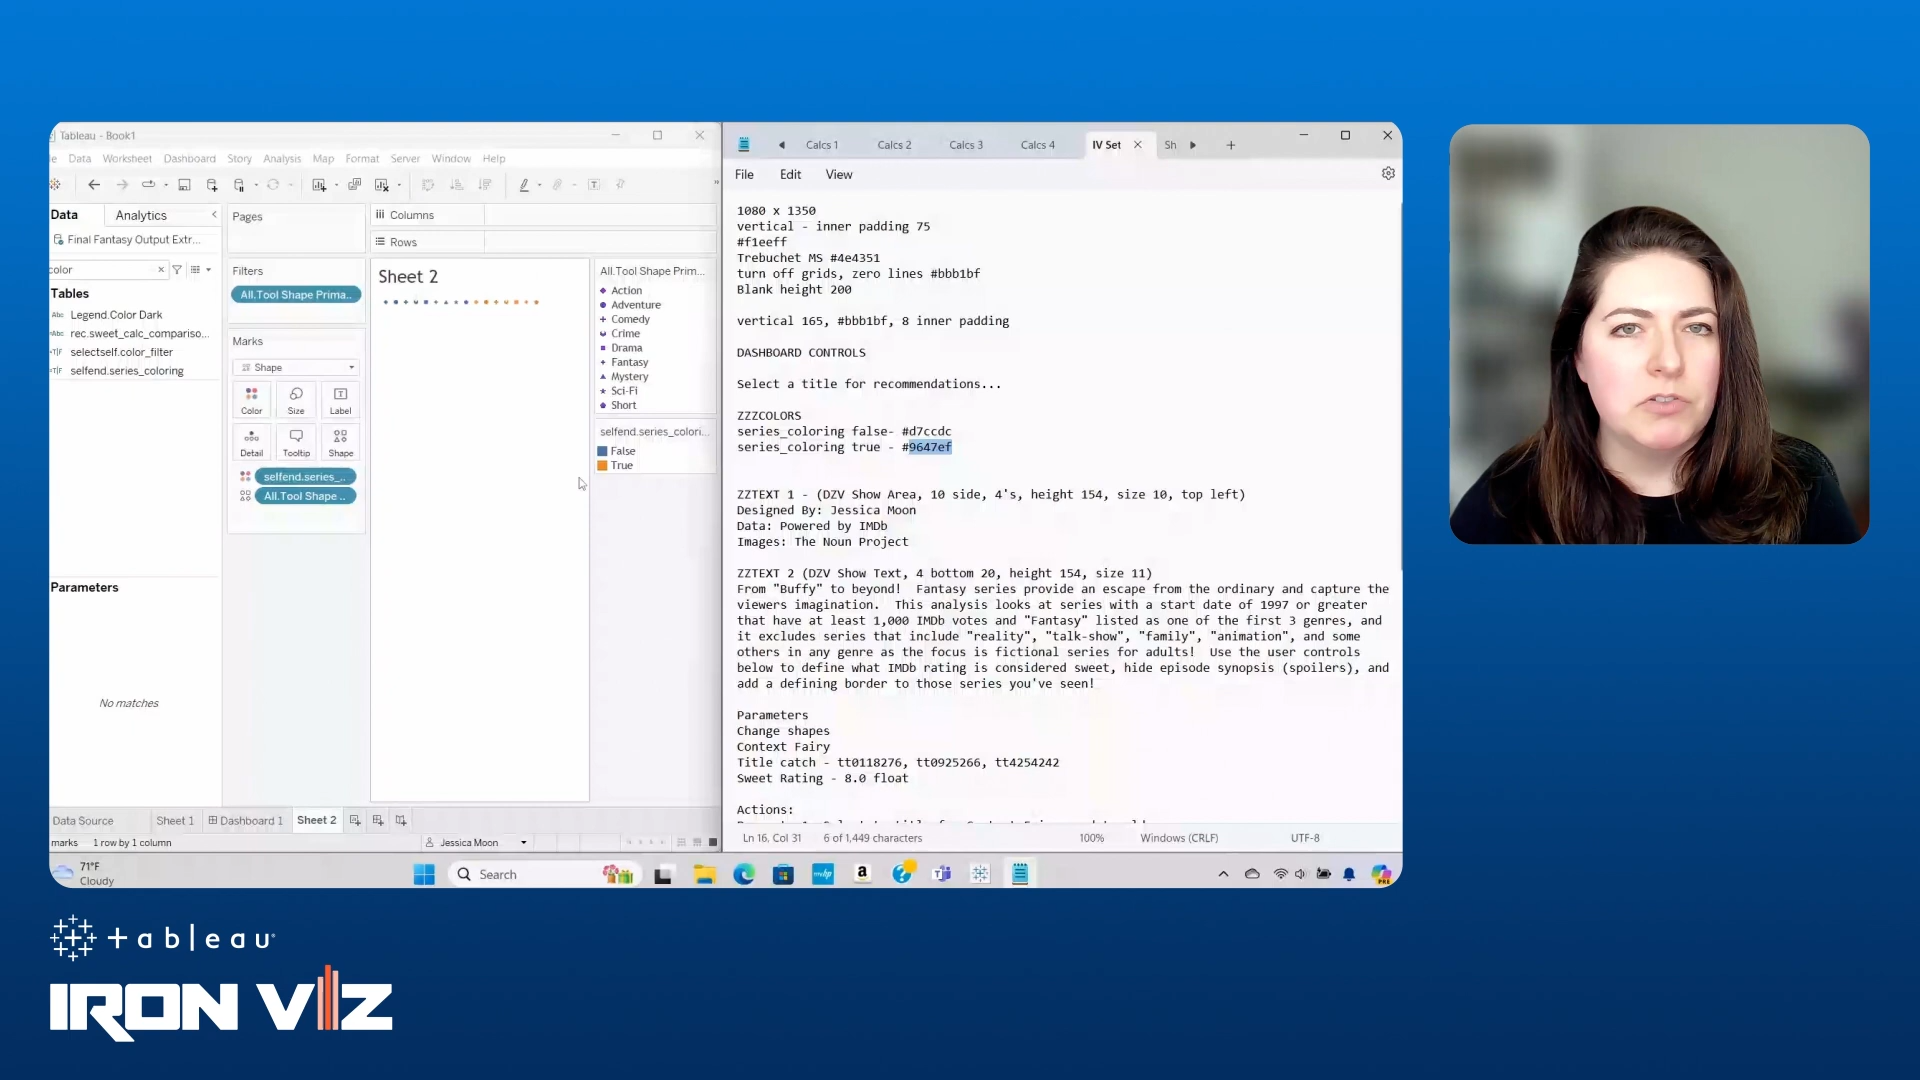 Tableau - Book1
Data Worksheet Dashboard Story Analysis Map Format Server Window Help
Data
Analytics
Final Fantasy Output Extr...
color
Tables
Abc Legend.Color Dark
=Abc rec.sweet_calc_compariso...
=T|F selectself.color_filter
=T|F selfend.series_coloring
Parameters
No matches
Pages
Filters
All.Tool Shape Prima..
Marks
Shape
Color
Size
Label
Detail
Tooltip
Shape
selfend.series_..
All.Tool Shape ..
Columns
Rows
Sheet 2
All.Tool Shape Prim...
Action
Adventure
Comedy
Crime
Drama
Fantasy
Mystery
Sci-Fi
Short
selfend.series_colori...
False
True
Data Source
Sheet 1
Dashboard 1
Sheet 2
marks 1 row by 1 column
Jessica Moon
Calcs 1
Calcs 2
Calcs 3
Calcs 4
IV Set
Sh
File
Edit
View
1080 x 1350
vertical - inner padding 75
#f1eeff
Trebuchet MS #4e4351
turn off grids, zero lines #bbb1bf
Blank height 200
vertical 165, #bbb1bf, 8 inner padding
DASHBOARD CONTROLS
Select a title for recommendations...
ZZZCOLORS
series_coloring false- #d7ccdc
series_coloring true - #9647ef
ZZTEXT 1 - (DZV Show Area, 10 side, 4's, height 154, size 10, top left)
Designed By: Jessica Moon
Data: Powered by IMDb
Images: The Noun Project
ZZTEXT 2 (DZV Show Text, 4 bottom 20, height 154, size 11)
From "Buffy" to beyond!  Fantasy series provide an escape from the ordinary and capture the
viewers imagination.  This analysis looks at series with a start date of 1997 or greater
that have at least 1,000 IMDb votes and "Fantasy" listed as one of the first 3 genres, and
it excludes series that include "reality", "talk-show", "family", "animation", and some
others in any genre as the focus is fictional series for adults!  Use the user controls
below to define what IMDb rating is considered sweet, hide episode synopsis (spoilers), and
add a defining border to those series you've seen!
Parameters
Change shapes
Context Fairy
Title catch - tt0118276, tt0925266, tt4254242
Sweet Rating - 8.0 float
Actions:
Ln 16, Col 31
6 of 1,449 characters
100%
Windows (CRLF)
UTF-8
71°F
Cloudy
Search
tableau
IRON VIZ